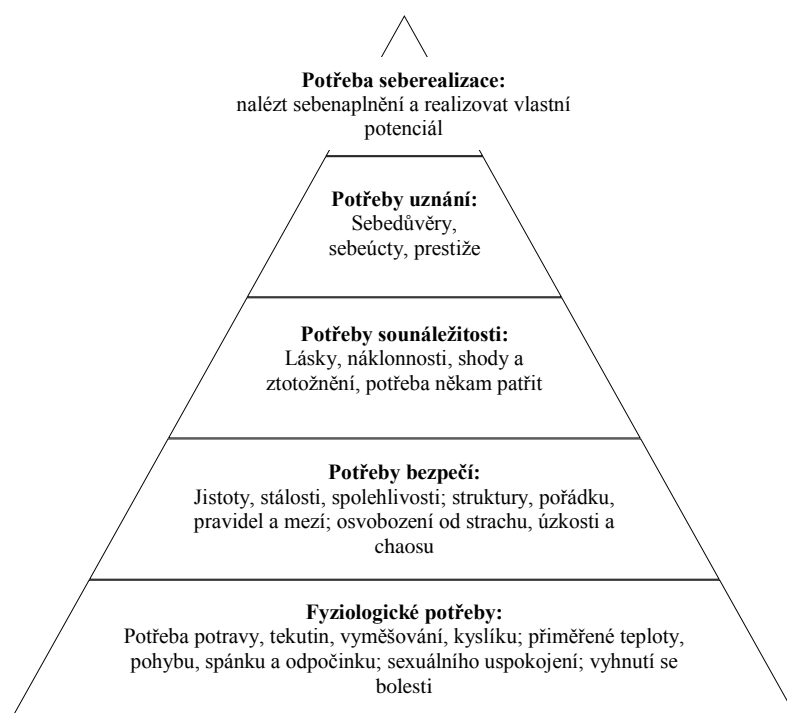 Potřeba seberealizace:
nalézt sebenaplnění a realizovat vlastní
potenciál
Potřeby uznání:
Sebedůvěry,
sebeúcty, prestiže
Potřeby sounáležitosti:
Lásky, náklonnosti, shody a
ztotožnění, potřeba někam patřit
Potřeby bezpečí:
Jistoty, stálosti, spolehlivosti; struktury, pořádku,
pravidel a mezí; osvobození od strachu, úzkosti a
chaosu
Fyziologické potřeby:
Potřeba potravy, tekutin, vyměšování, kyslíku; přiměřené teploty,
pohybu, spánku a odpočinku; sexuálního uspokojení; vyhnutí se
bolesti